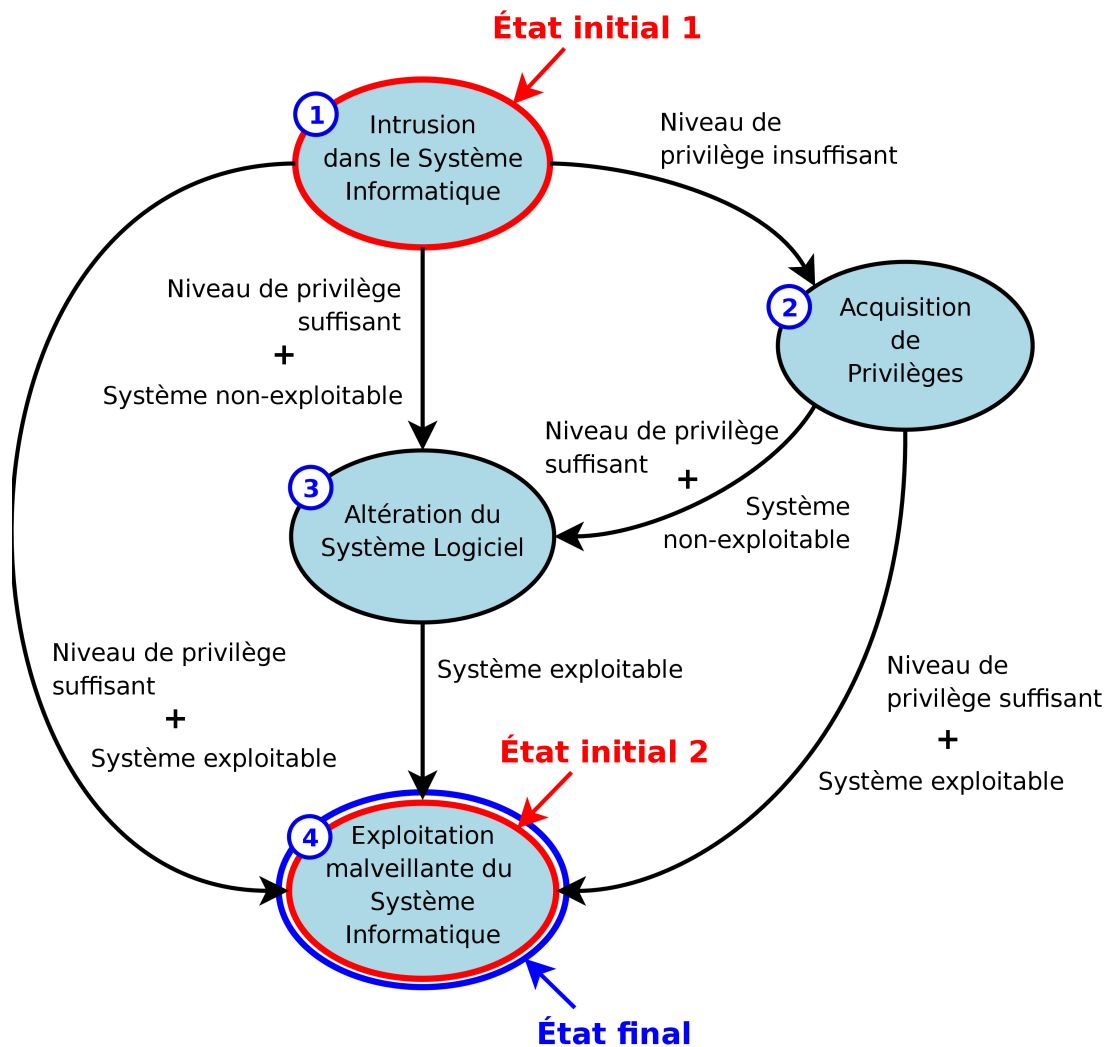 État initial 1
1
Intrusion
dans le Système
Informatique
Niveau de
privilège insuffisant
2
Acquisition
de
Privilèges
Niveau de privilège
suffisant
+
Système non-exploitable
Niveau de privilège
suffisant
+
Système
non-exploitable
3
Altération du
Système Logiciel
Niveau de privilège
suffisant
+
Système exploitable
Système exploitable
Niveau de
privilège suffisant
+
Système exploitable
État initial 2
4
Exploitation
malveillante du
Système
Informatique
État final